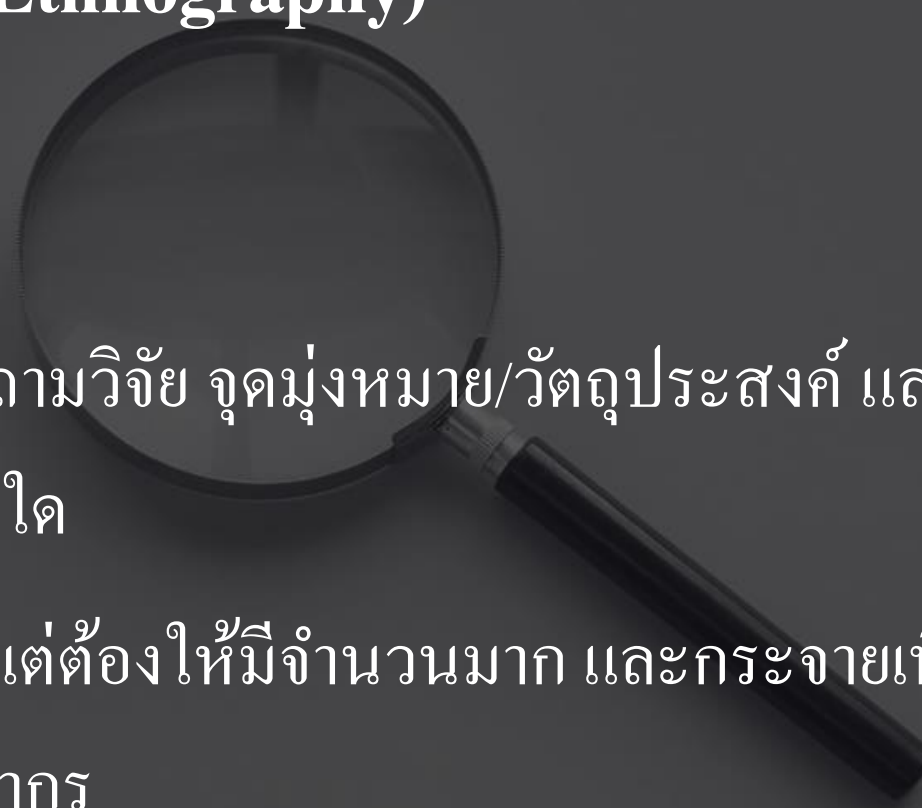 Ethnography)
ถามวิจัย จุดมุ่งหมาย/วัตถุประสงค์ แล
ใด
แต่ต้องให้มีจำนวนมาก และกระจายเ
ากร